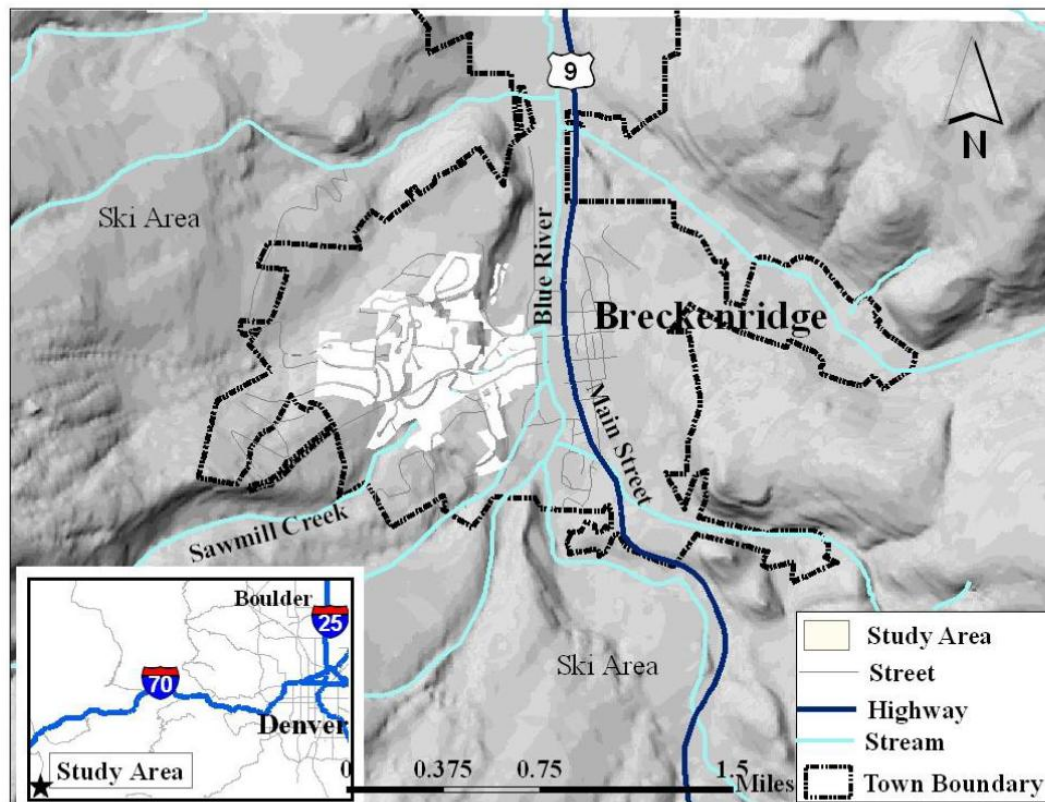 9
N
Ski Area
Blue River
Breckenridge
Main Street
Sawmill Creek
Ski Area
Boulder
25
70
Denver
Study Area
0 0.375 0.75 1.5
Miles
Study Area
Street
Highway
Stream
Town Boundary